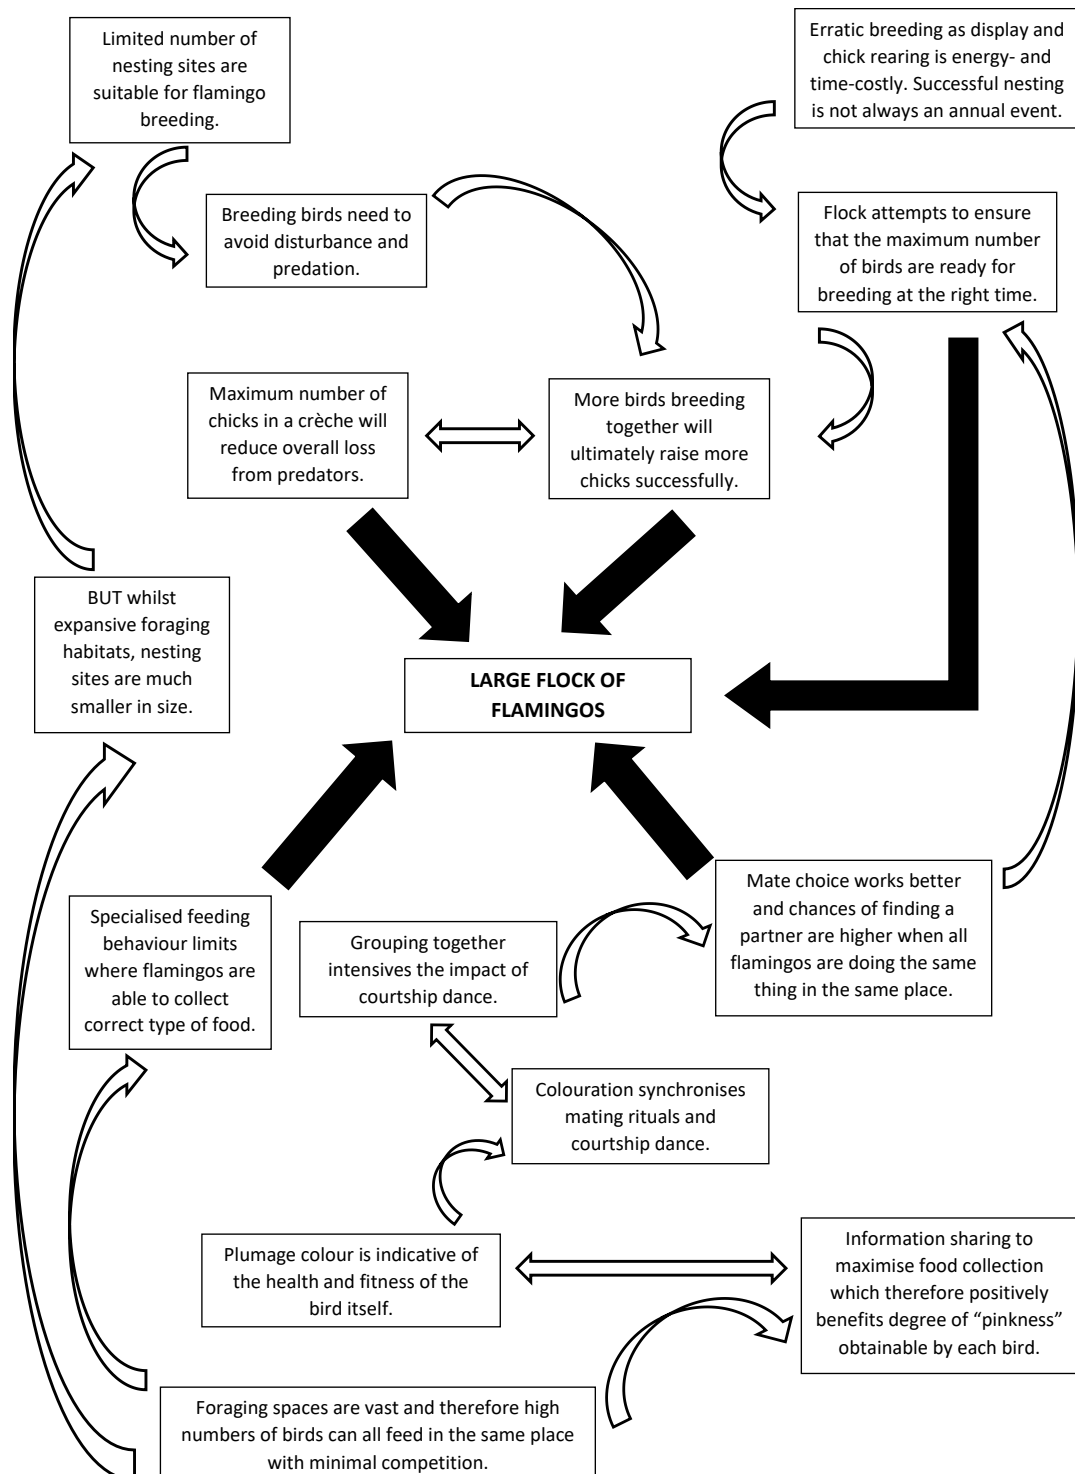 Limited number of
nesting sites are
suitable for flamingo
breeding.
Erratic breeding as display and
chick rearing is energy- and
time-costly. Successful nesting
is not always an annual event.
Breeding birds need to
avoid disturbance and
predation.
Flock attempts to ensure
that the maximum number
of birds are ready for
breeding at the right time.
Maximum number of
chicks in a crèche will
reduce overall loss
from predators.
More birds breeding
together will
ultimately raise more
chicks successfully.
BUT whilst
expansive foraging
habitats, nesting
sites are much
smaller in size.
LARGE FLOCK OF
FLAMINGOS
Specialised feeding
behaviour limits
where flamingos are
able to collect
correct type of food.
Grouping together
intensives the impact of
courtship dance.
Mate choice works better
and chances of finding a
partner are higher when all
flamingos are doing the same
thing in the same place.
Colouration synchronises
mating rituals and
courtship dance.
Plumage colour is indicative of
the health and fitness of the
bird itself.
Information sharing to
maximise food collection
which therefore positively
benefits degree of “pinkness”
obtainable by each bird.
Foraging spaces are vast and therefore high
numbers of birds can all feed in the same place
with minimal competition.